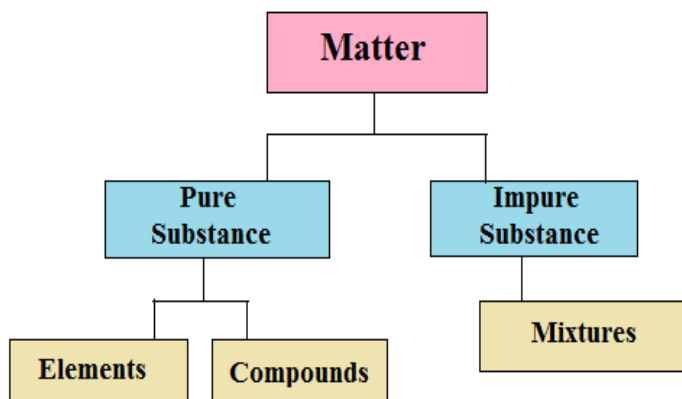 Matter
Pure
Substance
Impure
Substance
Elements
Compounds
Mixtures